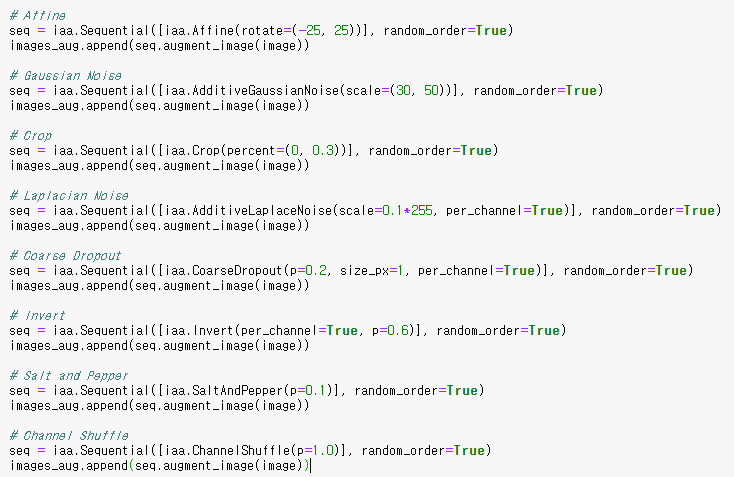 # Affine
seq = iaa.Sequential([iaa.Affine(rotate=(-25, 25))], random_order=True)
images_aug.append(seq.augment_image(image))
# Gaussian Noise
seq = iaa.Sequential([iaa.AdditiveGaussianNoise(scale=(30, 50))], random_order=True)
images_aug.append(seq.augment_image(image))
# Crop
seq = iaa.Sequential([iaa.Crop(percent=(0, 0.3))], random_order=True)
images_aug.append(seq.augment_image(image))
# Laplacian Noise
seq = iaa.Sequential([iaa.AdditiveLaplaceNoise(scale=0.1*255, per_channel=True)], random_order=True)
images_aug.append(seq.augment_image(image))
# Coarse Dropout
seq = iaa.Sequential([iaa.CoarseDropout(p=0.2, size_px=1, per_channel=True)], random_order=True)
images_aug.append(seq.augment_image(image))
# Invert
seq = iaa.Sequential([iaa.Invert(per_channel=True, p=0.6)], random_order=True)
images_aug.append(seq.augment_image(image))
# Salt and Pepper
seq = iaa.Sequential([iaa.SaltAndPepper(p=0.1)], random_order=True)
images_aug.append(seq.augment_image(image))
# Channel Shuffle
seq = iaa.Sequential([iaa.ChannelShuffle(p=1.0)], random_order=True)
images_aug.append(seq.augment_image(image))